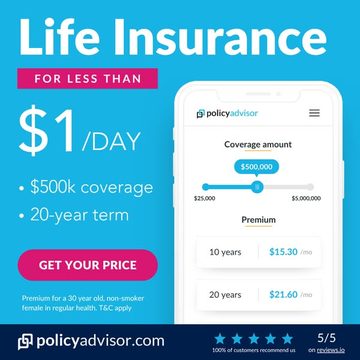 Life Insurance
FOR LESS THAN
$1/DAY
• $500k coverage
• 20-year term
GET YOUR PRICE
Premium for a 30 year old, non-smoker
female in regular health. T&C apply
policyadvisor
Coverage amount
$500,000
$25,000 $5,000,000
Premium
10 years $15.30 /mo
20 years $21.60 /mo
policyadvisor.com
100% of customers recommend us
5/5
on reviews.io